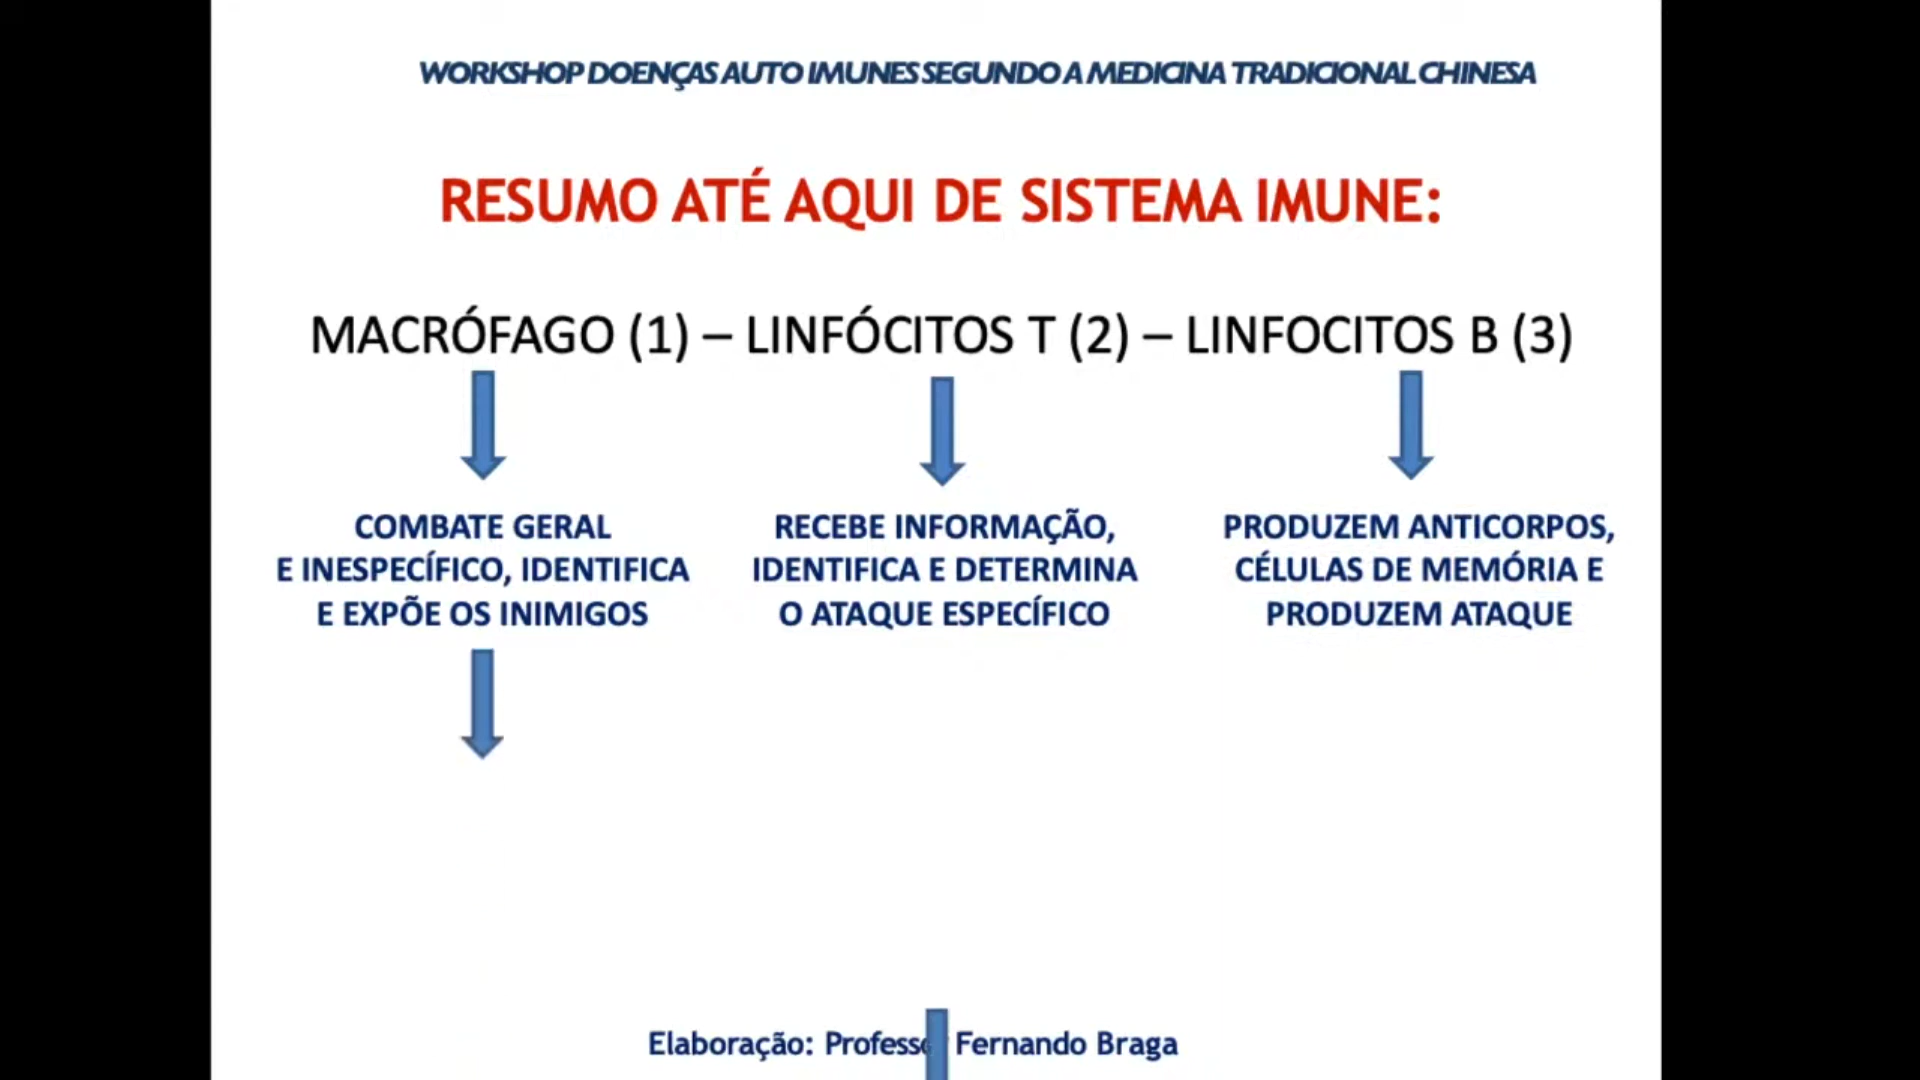 WORKSHOP DOENÇAS AUTO IMUNES SEGUNDO A MEDICINA TRADICIONAL CHINESA
RESUMO ATÉ AQUI DE SISTEMA IMUNE:
MACRÓFAGO (1) – LINFÓCITOS T (2) – LINFOCITOS B (3)
COMBATE GERAL
E INESPECÍFICO, IDENTIFICA
E EXPÕE OS INIMIGOS
RECEBE INFORMAÇÃO,
IDENTIFICA E DETERMINA
O ATAQUE ESPECÍFICO
PRODUZEM ANTICORPOS,
CÉLULAS DE MEMÓRIA E
PRODUZEM ATAQUE
Elaboração: Professor Fernando Braga